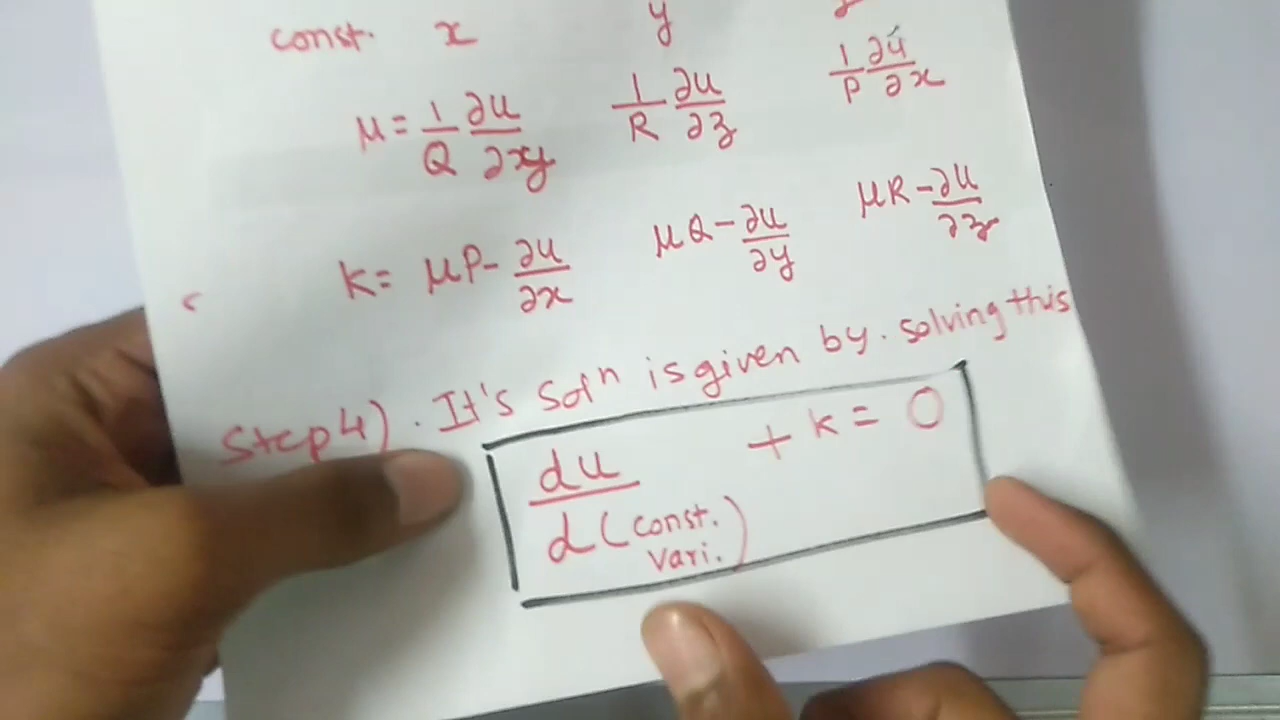 const. x y
μ = 1/Q ∂u/∂xy 1/R ∂u/∂z 1/P ∂u/∂x
K = μP - ∂u/∂x μQ - ∂u/∂y μR - ∂u/∂z
Step 4). It's Solⁿ is given by. solving this
du/d(const. vari.) + K = 0